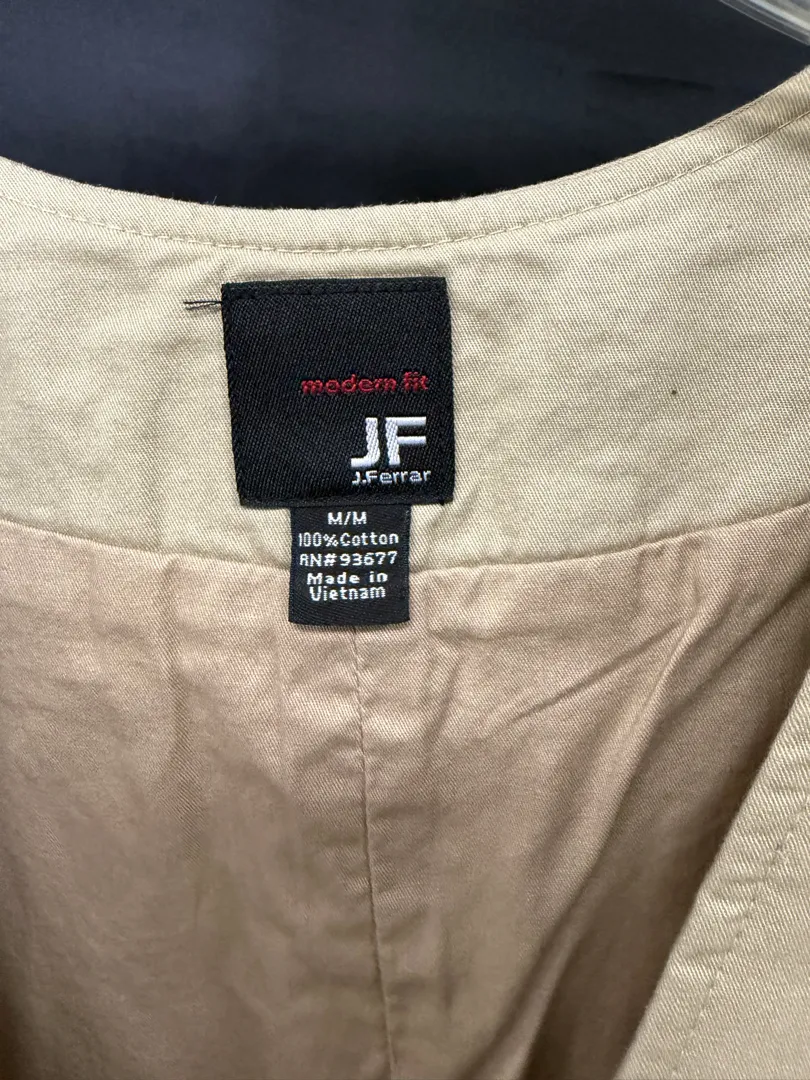 modern fit
JF
J.Ferrar
M/M
100%Cotton
RN#93677
Made in
Vietnam